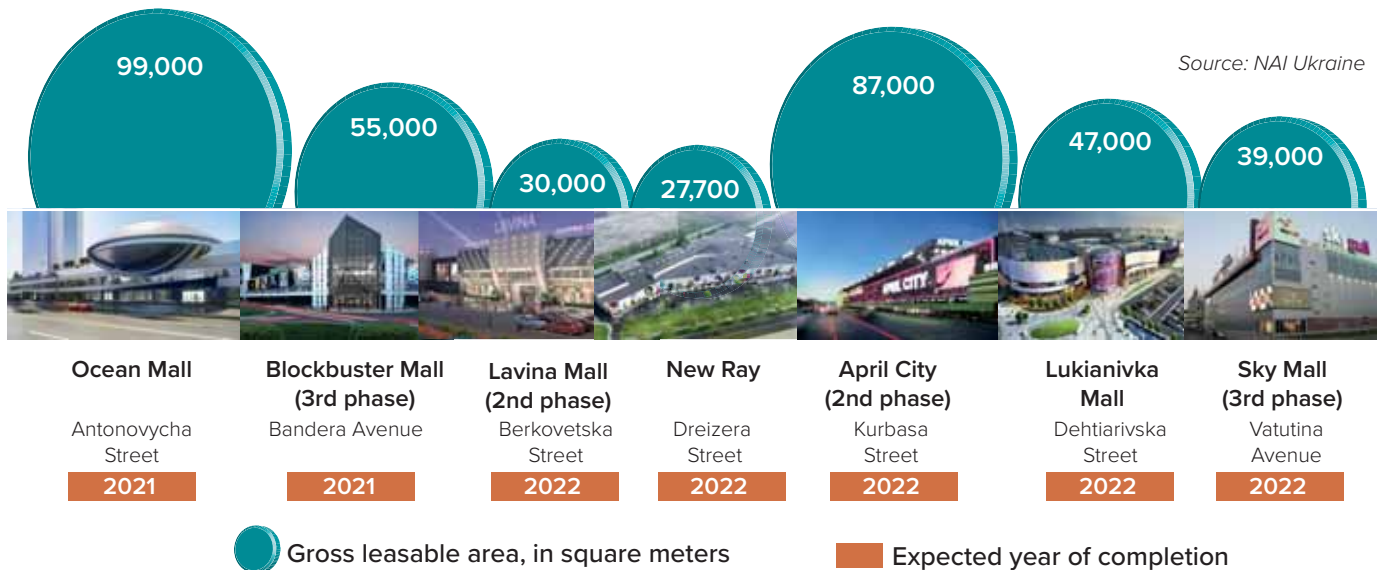 99,000
55,000
30,000
27,700
87,000
47,000
39,000
Source: NAI Ukraine
LAVINA
CITY
Ocean Mall
Antonovycha
Street
2021
Blockbuster Mall
(3rd phase)
Bandera Avenue
2021
Lavina Mall
(2nd phase)
Berkovetska
Street
2022
New Ray
Dreizera
Street
2022
April City
(2nd phase)
Kurbasa
Street
2022
Lukianivka
Mall
Dehtiarivska
Street
2022
Sky Mall
(3rd phase)
Vatutina
Avenue
2022
Gross leasable area, in square meters
Expected year of completion